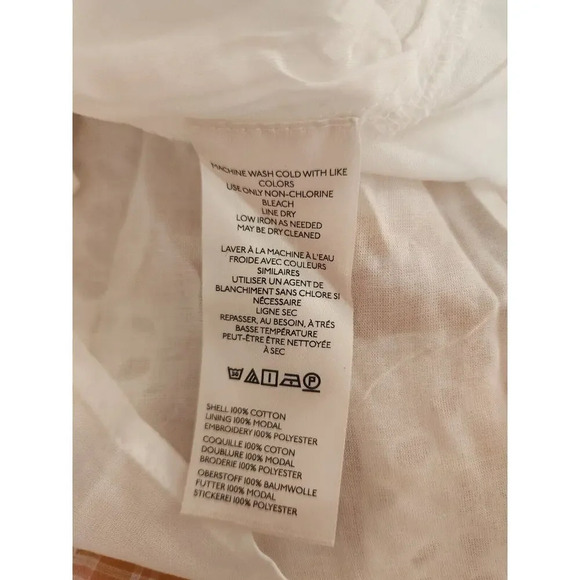 MACHINE WASH COLD WITH LIKE
COLORS
USE ONLY NON-CHLORINE
BLEACH
LINE DRY
LOW IRON AS NEEDED
MAY BE DRY CLEANED
LAVER À LA MACHINE À L'EAU
FROIDE AVEC COULEURS
SIMILAIRES
UTILISER UN AGENT DE
BLANCHIMENT SANS CHLORE SI
NÉCESSAIRE
LIGNE SEC
REPASSER, AU BESOIN, À TRÉS
BASSE TEMPÉRATURE
PEUT-ÊTRE ÊTRE NETTOYÉE
À SEC
30 P
SHELL 100% COTTON
LINING 100% MODAL
EMBROIDERY 100% POLYESTER
COQUILLE 100% COTON
DOUBLURE 100% MODAL
BRODERIE 100% POLYESTER
OBERSTOFF 100% BAUMWOLLE
FUTTER 100% MODAL
STICKEREI 100% POLYESTER